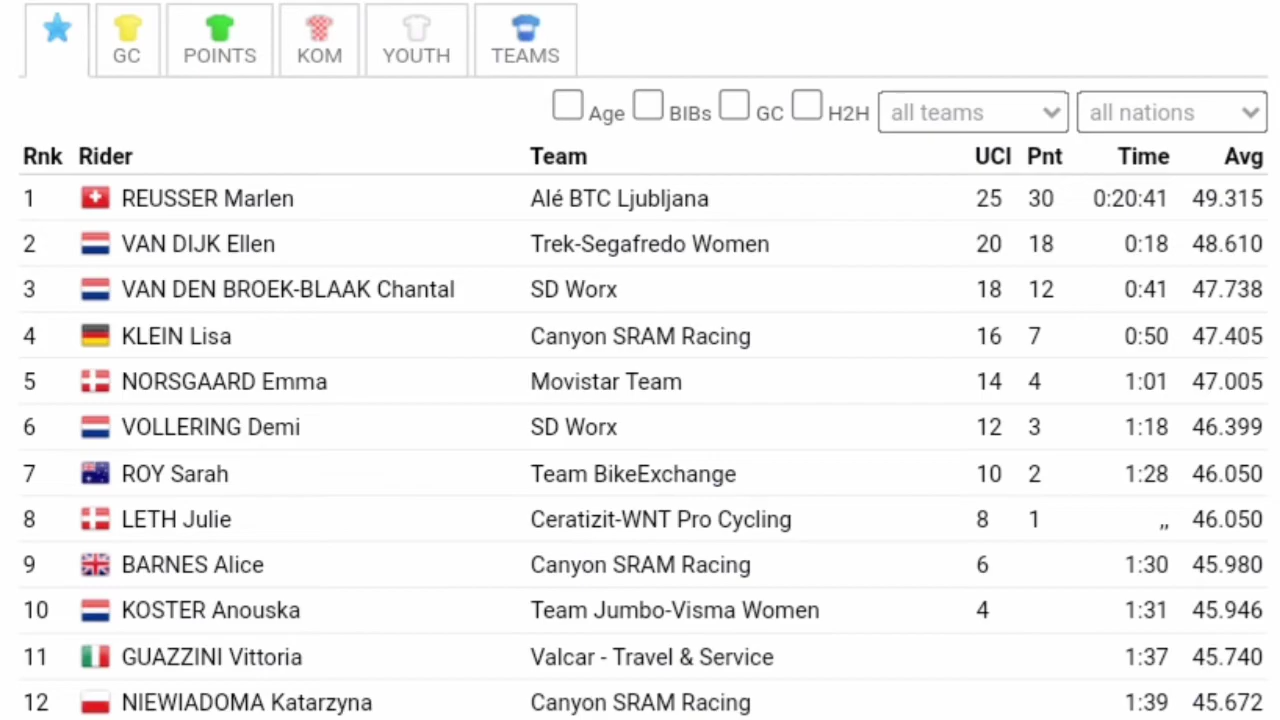 GC POINTS KOM YOUTH TEAMS
Age BIBs GC H2H all teams all nations
Rnk Rider Team UCI Pnt Time Avg
1 REUSSER Marlen Alé BTC Ljubljana 25 30 0:20:41 49.315
2 VAN DIJK Ellen Trek-Segafredo Women 20 18 0:18 48.610
3 VAN DEN BROEK-BLAAK Chantal SD Worx 18 12 0:41 47.738
4 KLEIN Lisa Canyon SRAM Racing 16 7 0:50 47.405
5 NORSGAARD Emma Movistar Team 14 4 1:01 47.005
6 VOLLERING Demi SD Worx 12 3 1:18 46.399
7 ROY Sarah Team BikeExchange 10 2 1:28 46.050
8 LETH Julie Ceratizit-WNT Pro Cycling 8 1 ,, 46.050
9 BARNES Alice Canyon SRAM Racing 6 1:30 45.980
10 KOSTER Anouska Team Jumbo-Visma Women 4 1:31 45.946
11 GUAZZINI Vittoria Valcar - Travel & Service 1:37 45.740
12 NIEWIADOMA Katarzyna Canyon SRAM Racing 1:39 45.672